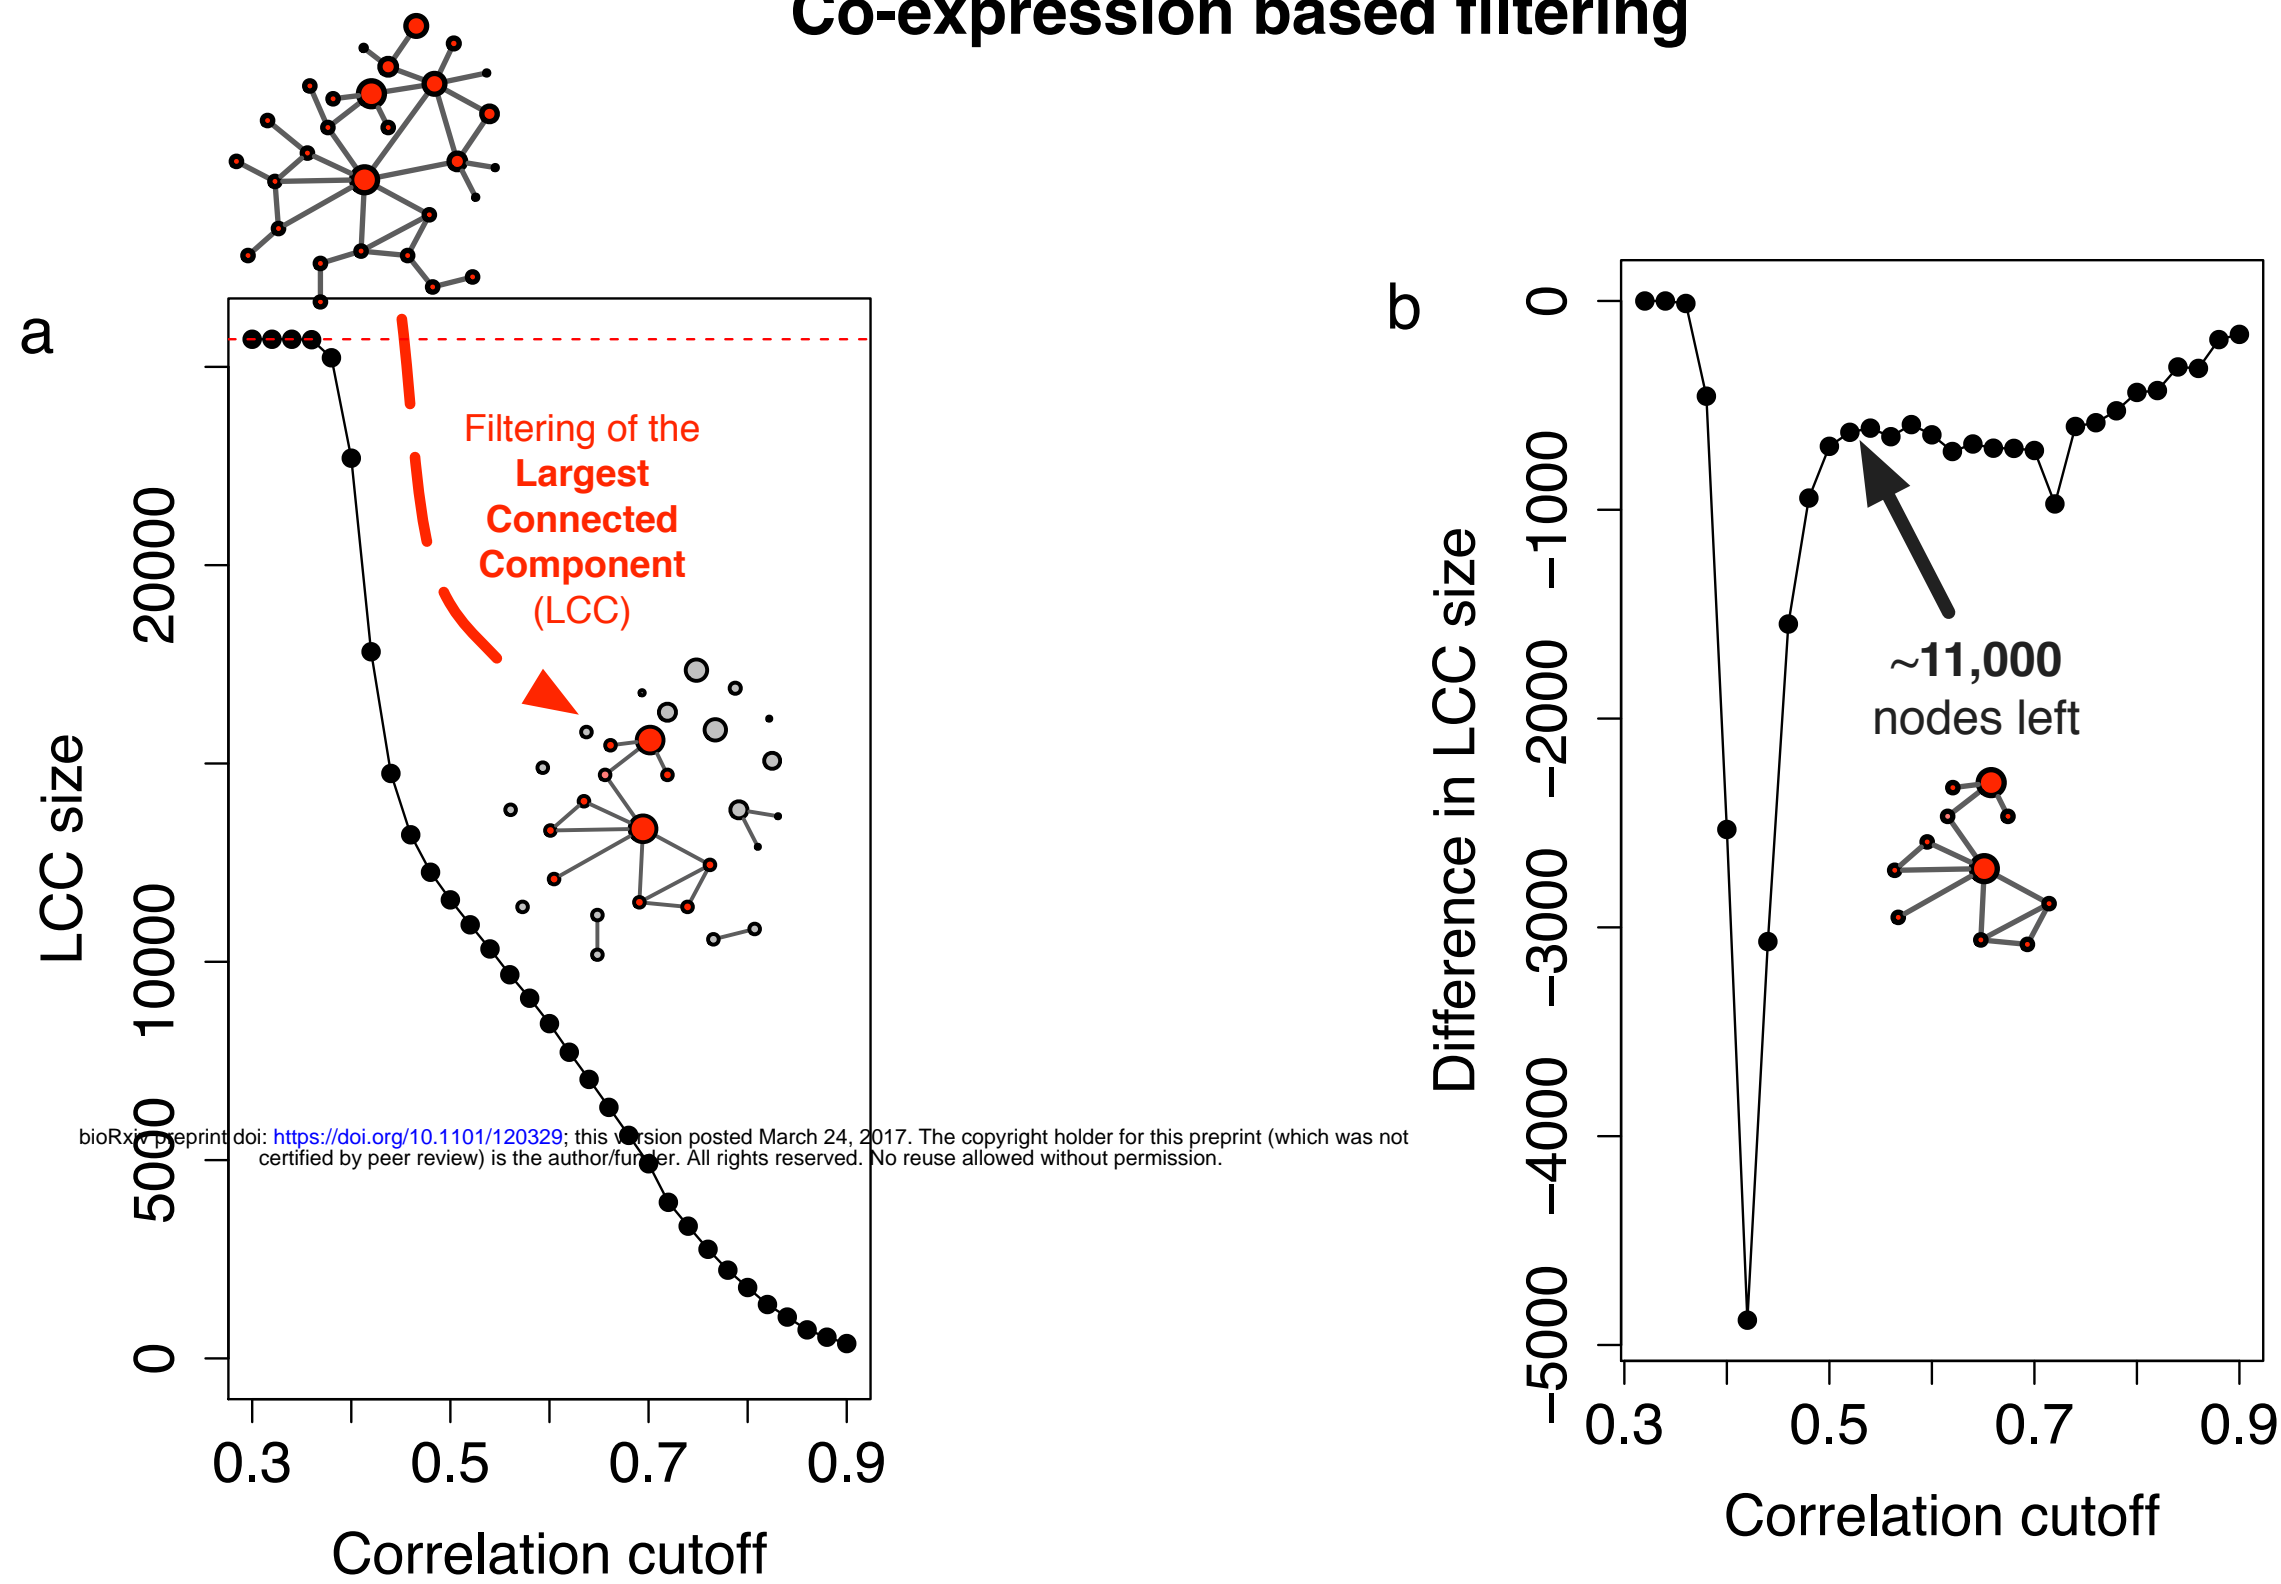 Co-expression based filtering
a
Filtering of the
Largest
Connected
Component
(LCC)
LCC size
0
5000
10000
20000
0.3 0.5 0.7 0.9
Correlation cutoff
b
~11,000
nodes left
Difference in LCC size
0
−1000
−2000
−3000
−4000
−5000
0.3 0.5 0.7 0.9
Correlation cutoff
bioRxiv preprint doi: https://doi.org/10.1101/120329; this version posted March 24, 2017. The copyright holder for this preprint (which was not
certified by peer review) is the author/funder. All rights reserved. No reuse allowed without permission.